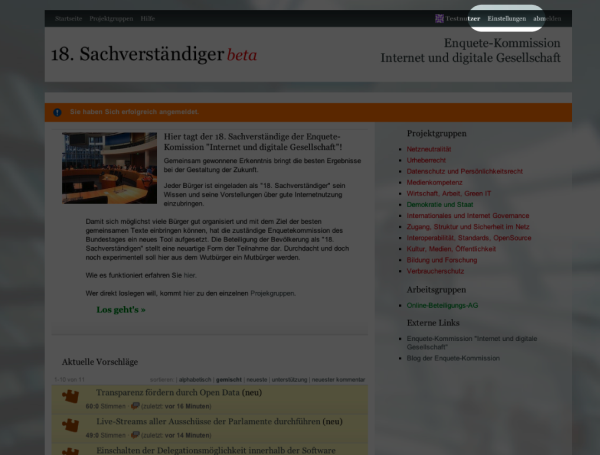 Startseite Projektgruppen Hilfe
Testnutzer Einstellungen abmelden
18. Sachverständiger beta
Enquete-Kommission
Internet und digitale Gesellschaft
Sie haben Sich erfolgreich angemeldet.
Hier tagt der 18. Sachverständige der Enquete-
Komission "Internet und digitale Gesellschaft"!
Gemeinsam gewonnene Erkenntnis bringt die besten Ergebnisse
bei der Gestaltung der Zukunft.
Jeder Bürger ist eingeladen als "18. Sachverständiger" sein
Wissen und seine Vorstellungen über gute Internetnutzung
einzubringen.
Damit sich möglichst viele Bürger gut organisiert und mit dem Ziel der besten
gemeinsamen Texte einbringen können, hat die zuständige Enquetekommission des
Bundestages ein neues Tool aufgesetzt. Die Beteiligung der Bevölkerung als "18.
Sachverständigen" stellt eine neuartige Form der Teilnahme dar. Durchdacht und doch
noch experimentell soll hier aus dem Wutbürger ein Mutbürger werden.
Wie es funktioniert erfahren Sie hier.
Wer direkt loslegen will, kommt hier zu den einzelnen Projektgruppen.
Los geht's »
Projektgruppen
Netzneutralität
Urheberrecht
Datenschutz und Persönlichkeitsrecht
Medienkompetenz
Wirtschaft, Arbeit, Green IT
Demokratie und Staat
Internationales und Internet Governance
Zugang, Struktur und Sicherheit im Netz
Interoperabilität, Standards, OpenSource
Kultur, Medien, Öffentlichkeit
Bildung und Forschung
Verbraucherschutz
Arbeitsgruppen
Online-Beteiligungs-AG
Externe Links
Enquete-Kommission "Internet und digitale
Gesellschaft"
Blog der Enquete-Kommission
Aktuelle Vorschläge
1-10 von 11 sortieren | alphabetisch | gemischt | neueste | unterstützung | neuester kommentar
Transparenz fördern durch Open Data (neu)
Stimmen (zuletzt: vor 16 Minuten)
Live-Streams aller Ausschüsse der Parlamente durchführen (neu)
Stimmen (zuletzt: vor 14 Minuten)
Einschalten der Delegationsmöglichkeit innerhalb der Software